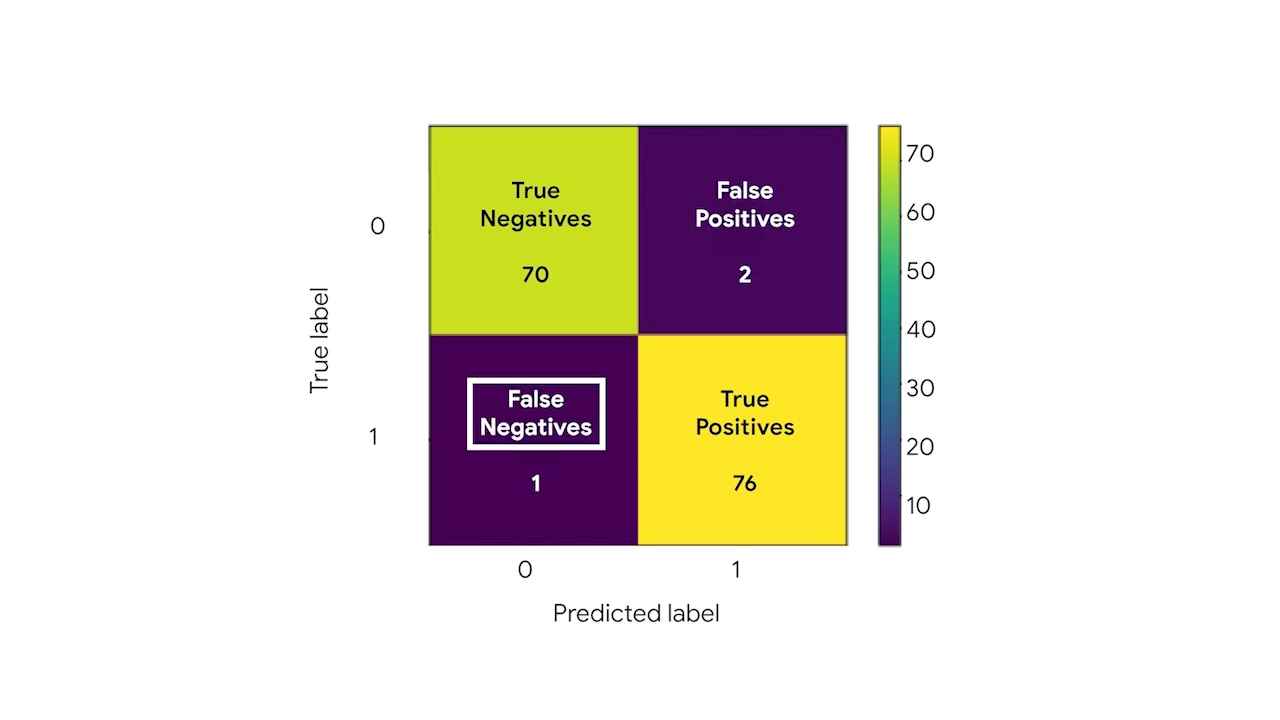 True
Negatives
70
False
Positives
2
False
Negatives
1
True
Positives
76
0
1
True label
0
1
Predicted label
70
60
50
40
30
20
10